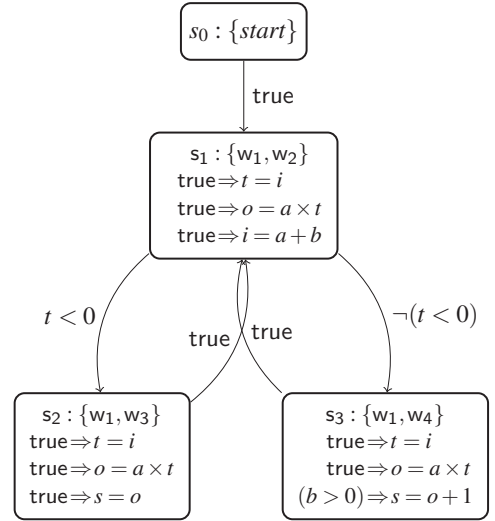 s₀ : {start}
true
s₁ : {w₁,w₂}
true⇒t = i
true⇒o = a × t
true⇒i = a + b
t < 0
¬(t < 0)
true
true
s₂ : {w₁,w₃}
true⇒t = i
true⇒o = a × t
true⇒s = o
s₃ : {w₁,w₄}
true⇒t = i
true⇒o = a × t
(b > 0)⇒s = o + 1